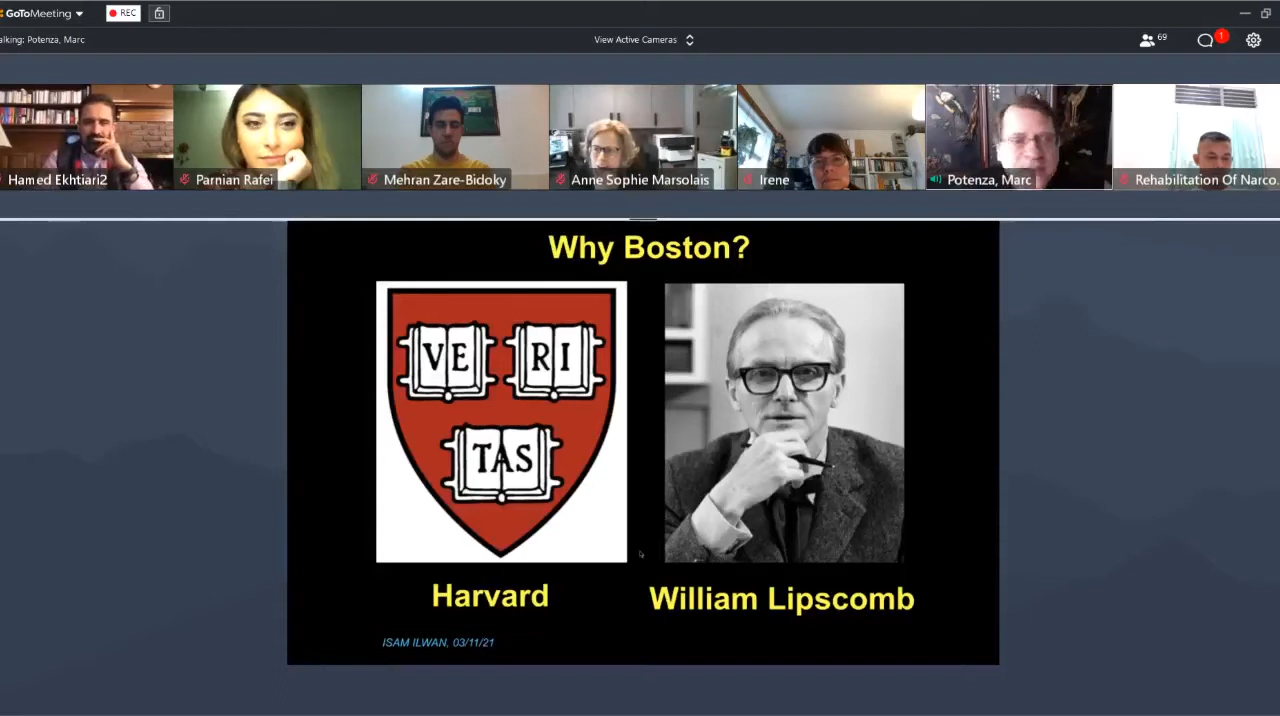 GoToMeeting
REC
alking: Potenza, Marc
View Active Cameras
69
1
Hamed Ekhtiari2
Parnian Rafei
Mehran Zare-Bidoky
Anne Sophie Marsolais
Irene
Potenza, Marc
Rehabilitation Of Narco.
Why Boston?
VE RI
TAS
Harvard
William Lipscomb
ISAM ILWAN, 03/11/21